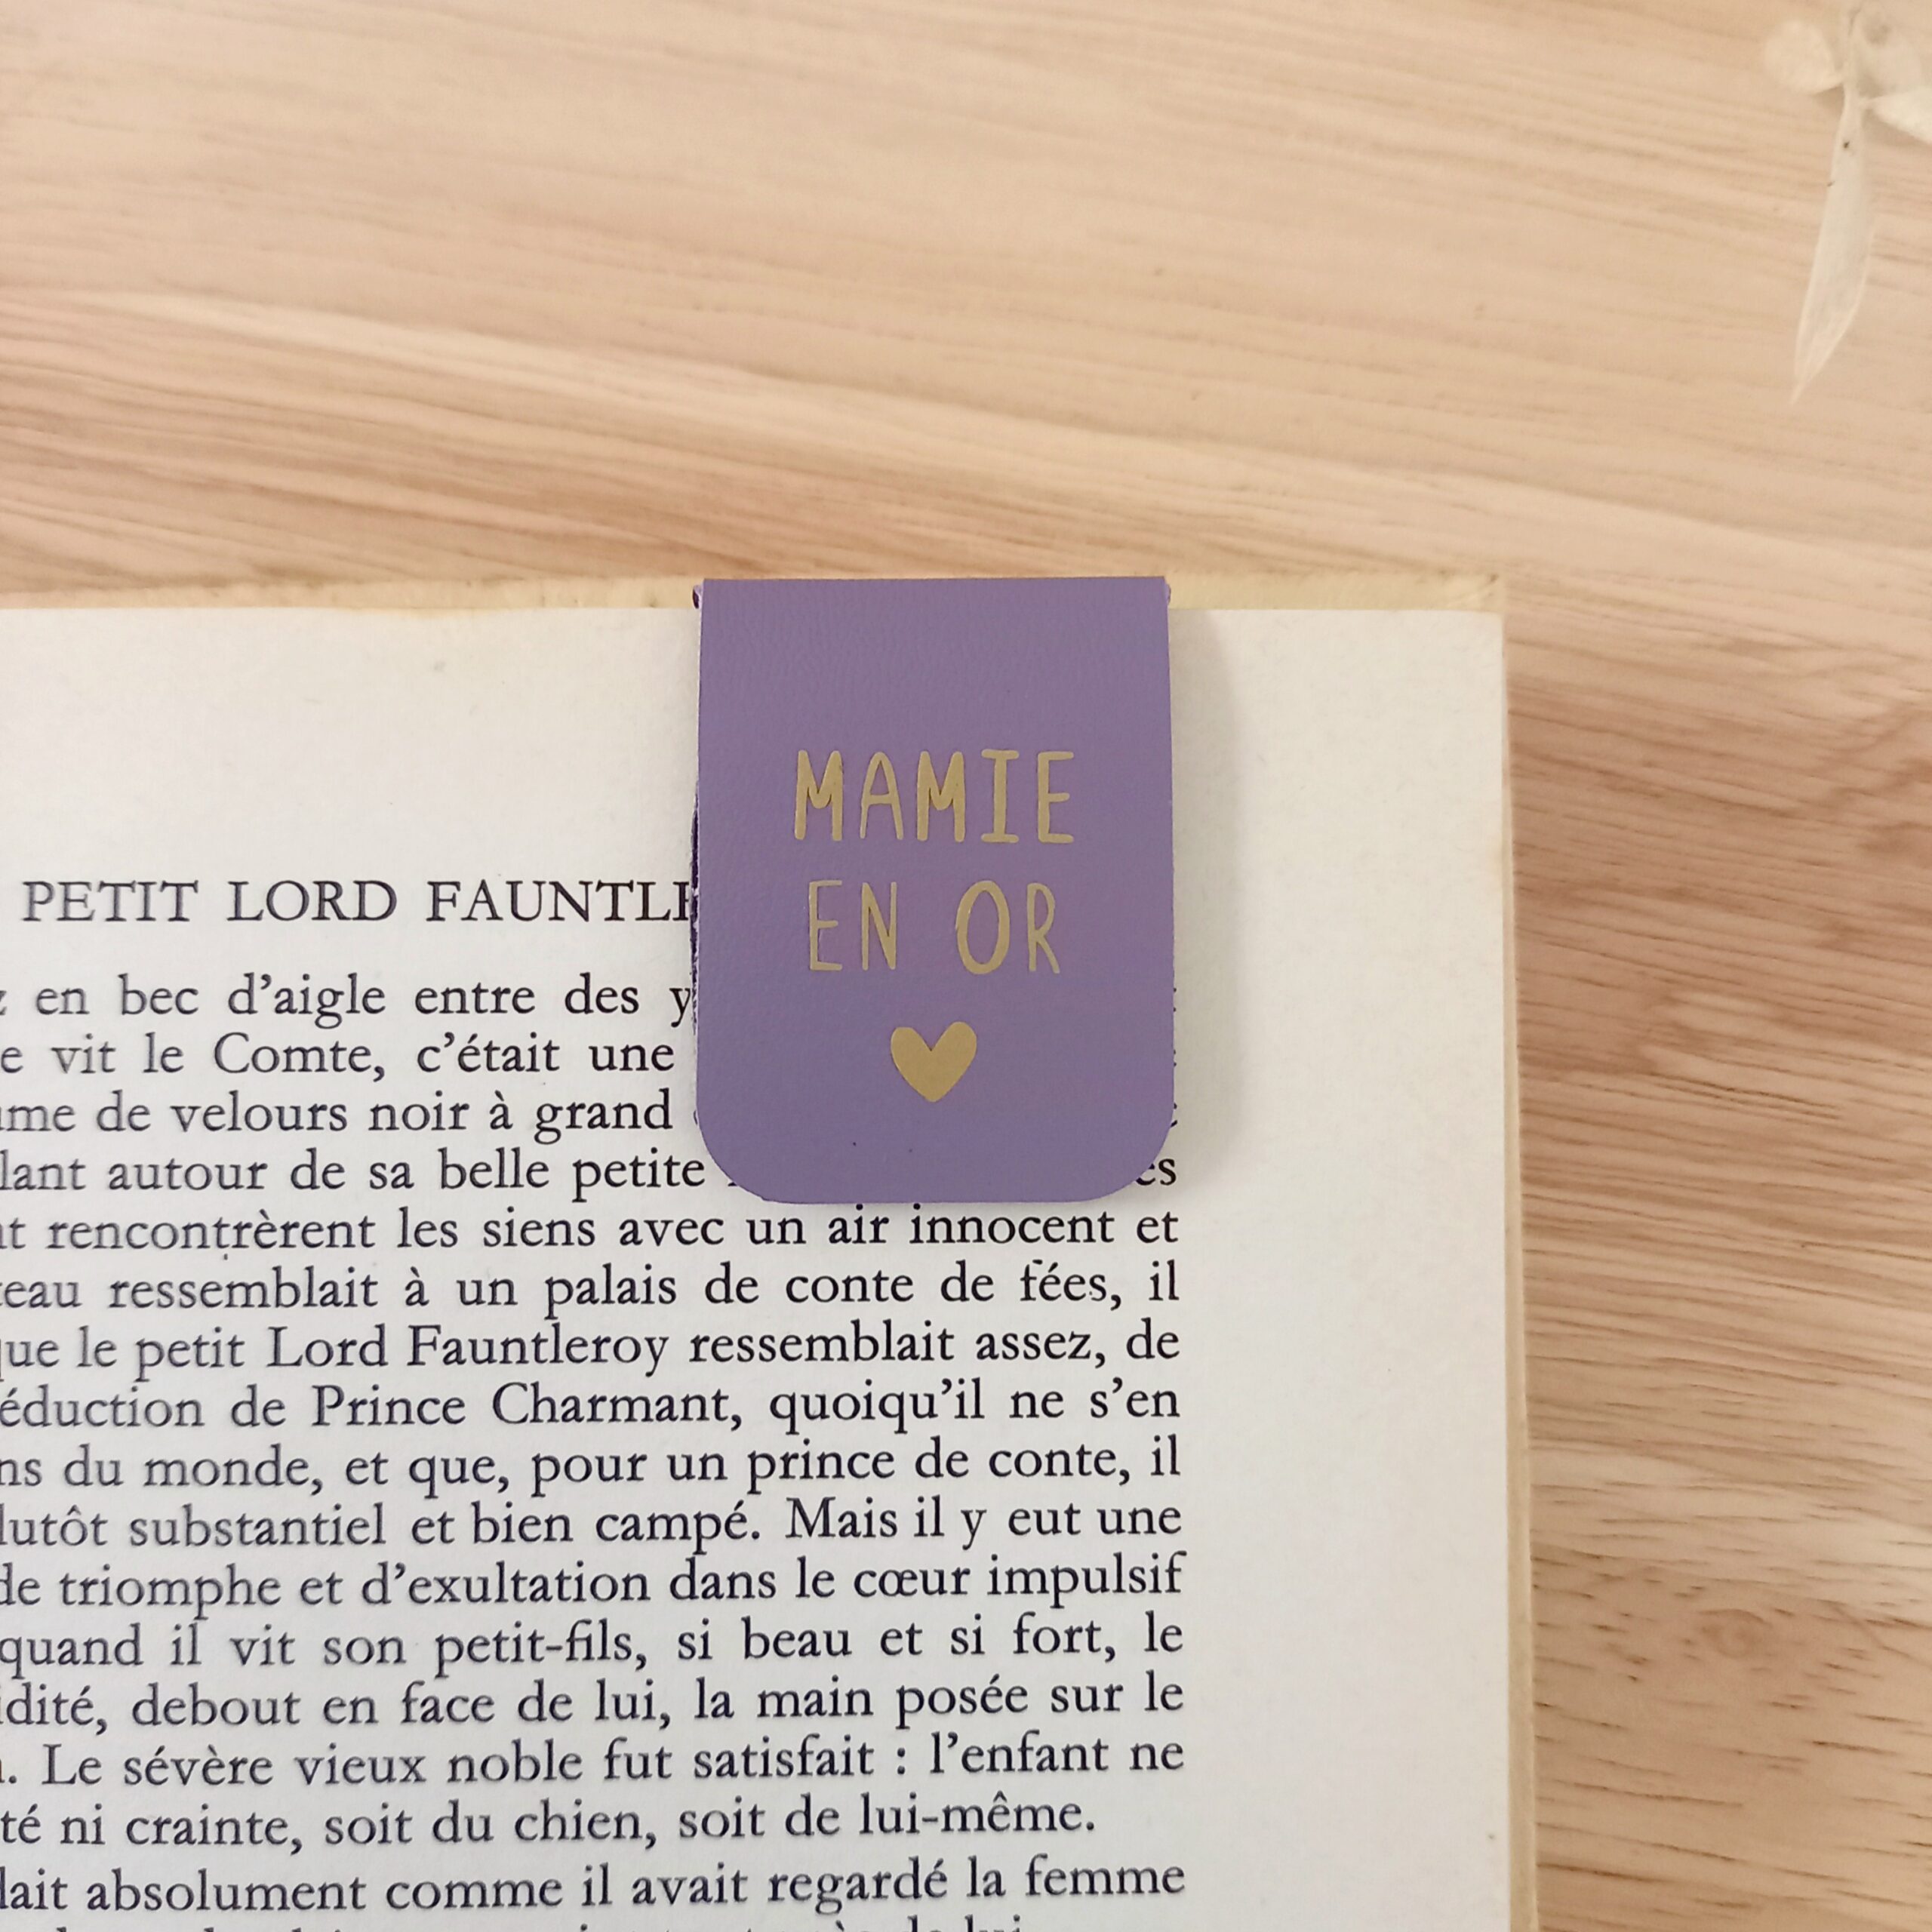 MAMIE
EN OR
PETIT LORD
en bec d'aigle entre des
vit le Comte, c'était une
de velours noir à grand
autour de sa belle petite
rencontrèrent les siens avec un air innocent et
ressemblait à un palais de conte de fées, il
le petit Lord Fauntleroy ressemblait assez, de
de Prince Charmant, quoiqu'il ne s'en
du monde, et que, pour un prince de conte, il
substantiel et bien campé. Mais il y eut une
de triomphe et d'exultation dans le cœur impulsif
quand il vit son petit-fils, si beau et si fort, le
debout en face de lui, la main posée sur le
Le sévère vieux noble fut satisfait : l'enfant ne
ni crainte, soit du chien, soit de lui-même.
absolument comme il avait regardé la femme